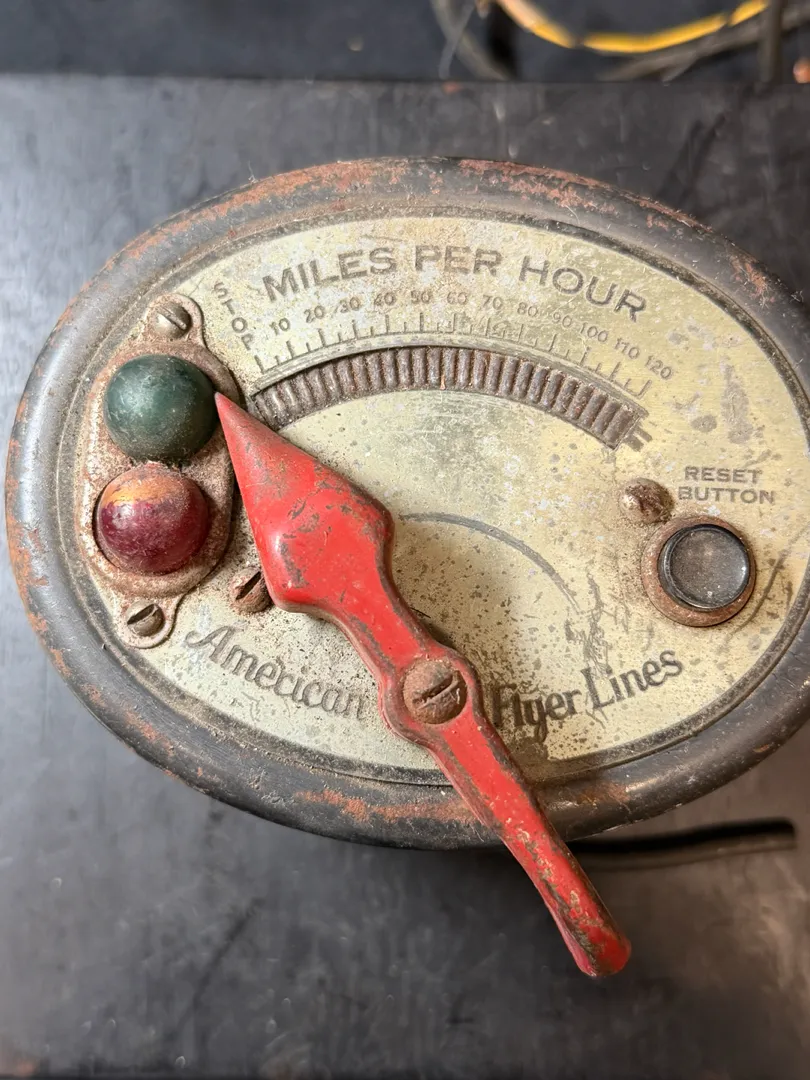 MILES PER HOUR
STOP 10 20 30 40 50 60 70 80 90 100 110 120
RESET
BUTTON
American Flyer Lines